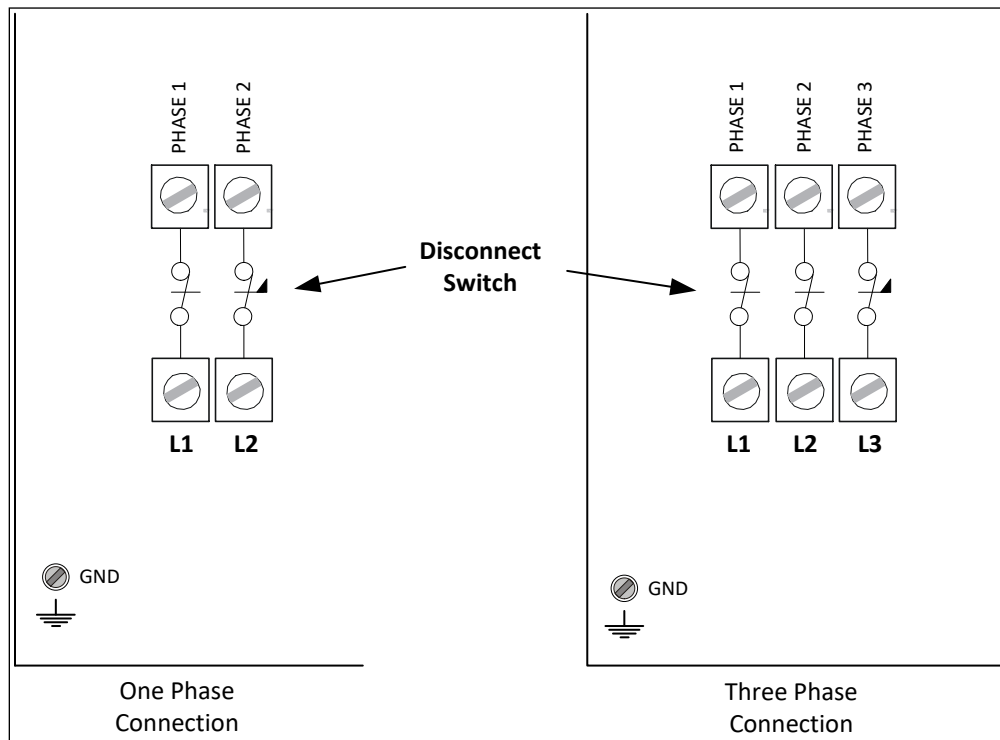 PHASE 1
PHASE 2
L1
L2
GND
One Phase
Connection
Disconnect
Switch
PHASE 1
PHASE 2
PHASE 3
L1
L2
L3
GND
Three Phase
Connection